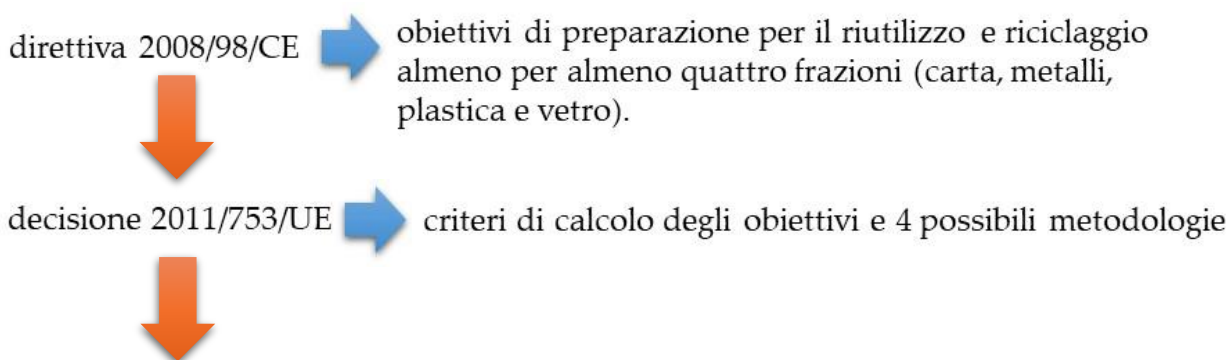 direttiva 2008/98/CE
obiettivi di preparazione per il riutilizzo e riciclaggio
almeno per almeno quattro frazioni (carta, metalli,
plastica e vetro).
decisione 2011/753/UE
criteri di calcolo degli obiettivi e 4 possibili metodologie